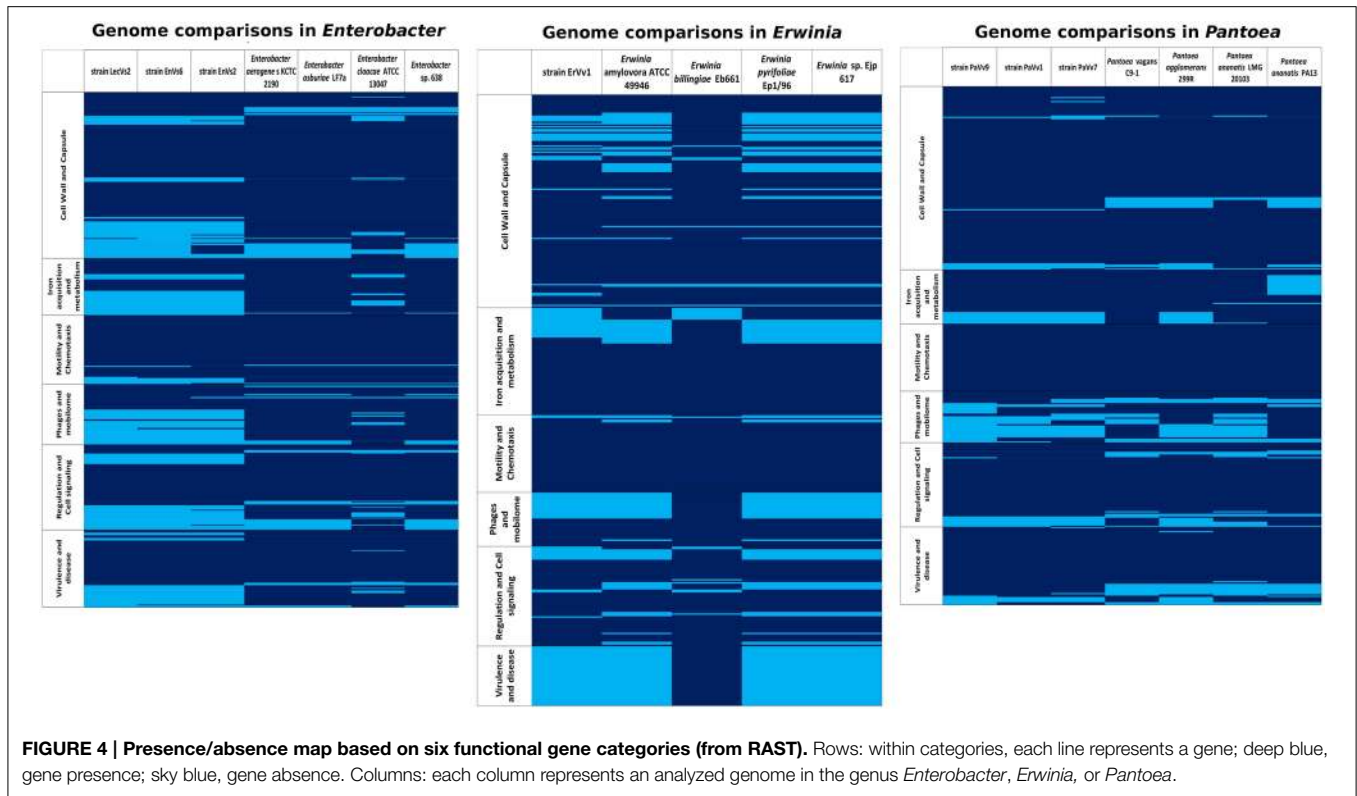 Genome comparisons in Enterobacter
strain LecVs2
strain EnVs6
strain EnVs2
Enterobacter
aerogene s KCTC
2190
Enterobacter
asburiae LF7a
Enterobacter
cloacae ATCC
13047
Enterobacter
sp. 638
Cell Wall and Capsule
Iron
acquisition
and
metabolism
Motility and
Chemotaxis
Phages and
mobilome
Regulation and
Cell signaling
Virulence and
disease
Genome comparisons in Erwinia
strain ErVv1
Erwinia
amylovora ATCC
49946
Erwinia
billingiae Eb661
Erwinia
pyrifoliae
Ep1/96
Erwinia sp. Ejp
617
Cell Wall and Capsule
Iron acquisition and
metabolism
Motility and
Chemotaxis
Phages
and
mobilome
Regulation and Cell
signaling
Virulence
and disease
Genome comparisons in Pantoea
strain PaVv9
strain PaVv1
strain PaVv7
Pantoea vagans
C9-1
Pantoea
agglomerans
299R
Pantoea
ananatis LMG
20103
Pantoea
ananatis PA13
Cell Wall and Capsule
Iron
acquisition
and
metabolism
Motility and
Chemotaxis
Phages and
mobilome
Regulation and Cell
signaling
Virulence and
disease
FIGURE 4 | Presence/absence map based on six functional gene categories (from RAST). Rows: within categories, each line represents a gene; deep blue,
gene presence; sky blue, gene absence. Columns: each column represents an analyzed genome in the genus Enterobacter, Erwinia, or Pantoea.